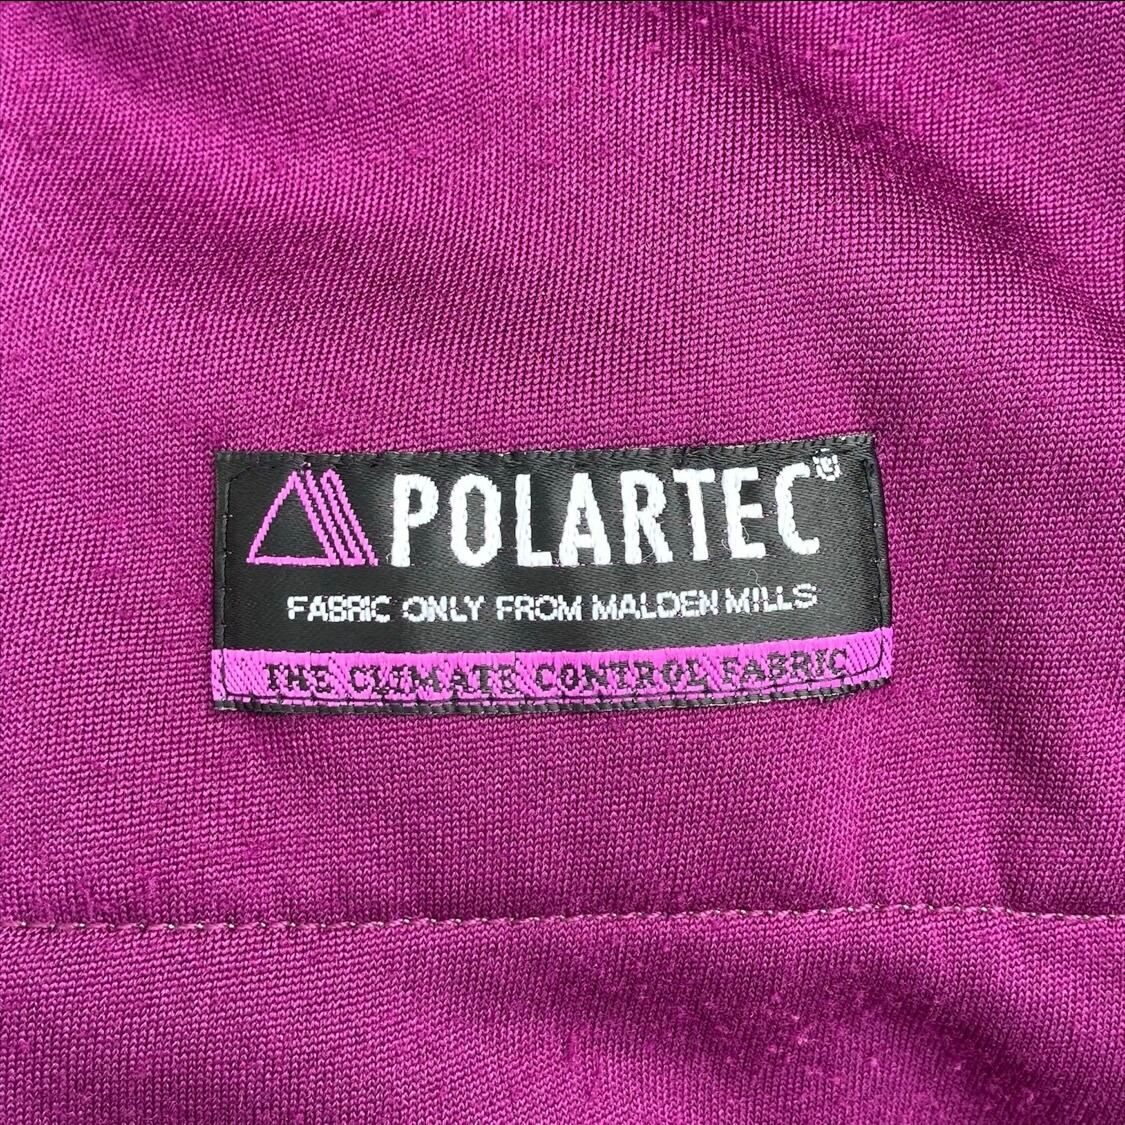 POLARTEC®
FABRIC ONLY FROM MALDEN MILLS
THE CLIMATE CONTROL FABRIC